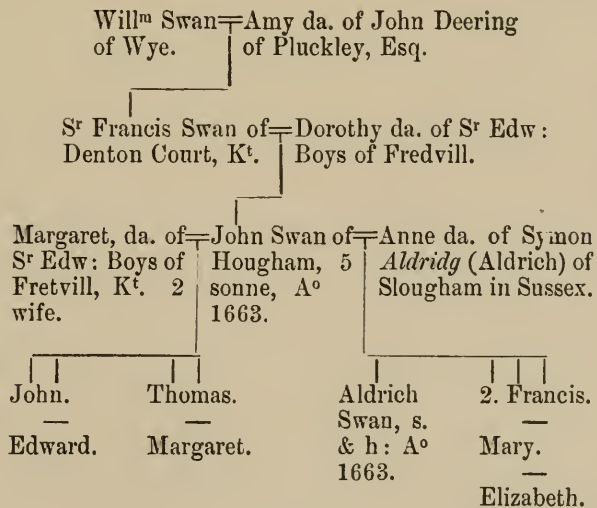 Willᵐ Swan Amy da. of John Deering
of Wye. of Pluckley, Esq.
Sʳ Francis Swan of Dorothy da. of Sʳ Edw:
Denton Court, Kᵗ. Boys of Fredvill.
Margaret, da. of John Swan of Anne da. of Symon
Sʳ Edw: Boys of Hougham, 5 Aldridg (Aldrich) of
Fretvill, Kᵗ. 2 sonne, Aº Slougham in Sussex.
wife. 1663.
John. Thomas. Aldrich 2. Francis.
Swan, s.
Edward. Margaret. & h: Aº Mary.
1663.
Elizabeth.